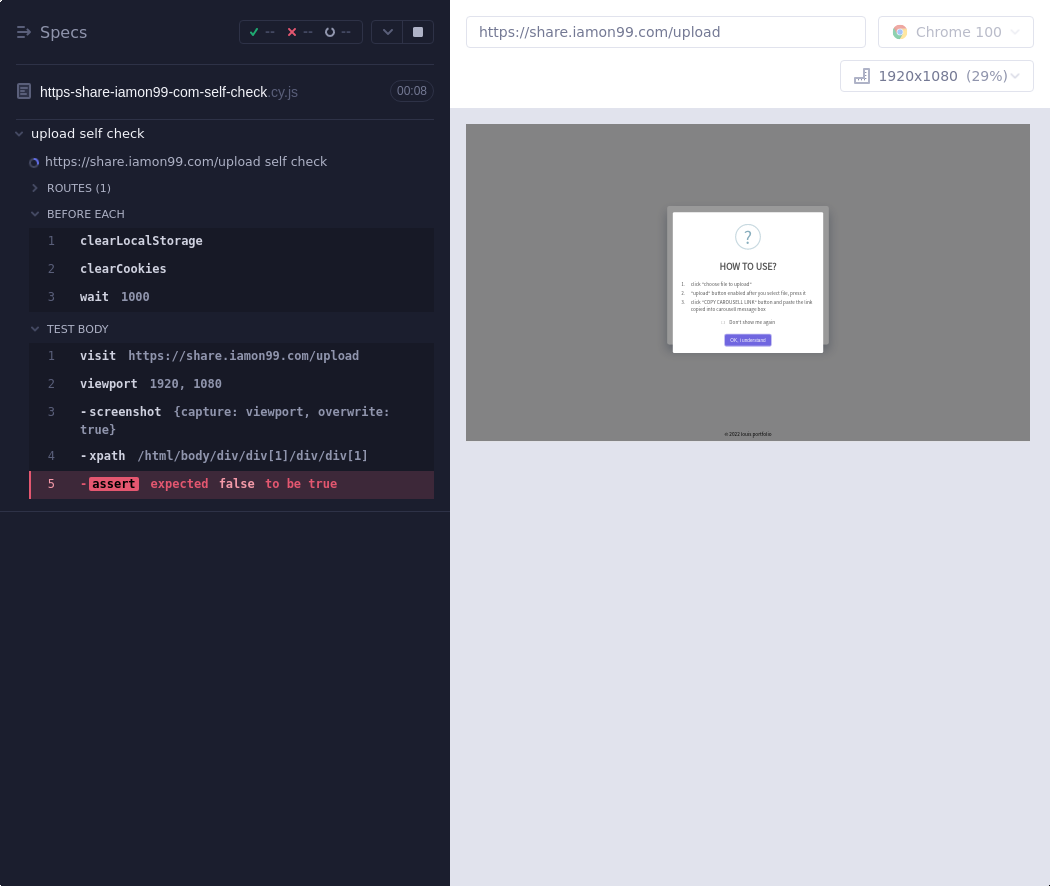 Specs
--
--
--
https-share-iamon99-com-self-check.cy.js
00:08
upload self check
https://share.iamon99.com/upload self check
ROUTES (1)
BEFORE EACH
1 clearLocalStorage
2 clearCookies
3 wait 1000
TEST BODY
1 visit https://share.iamon99.com/upload
2 viewport 1920, 1080
3 -screenshot {capture: viewport, overwrite:
true}
4 -xpath /html/body/div/div[1]/div/div[1]
5 -assert expected false to be true
https://share.iamon99.com/upload
Chrome 100
1920x1080 (29%)
?
HOW TO USE?
1. click "choose file to upload"
2. "upload" button enabled after you select file, press it
3. click "COPY CAROUSELL LINK" button and paste the link
copied into carousell message box
Don't show me again
OK, i understand
© 2022 louis portfolio